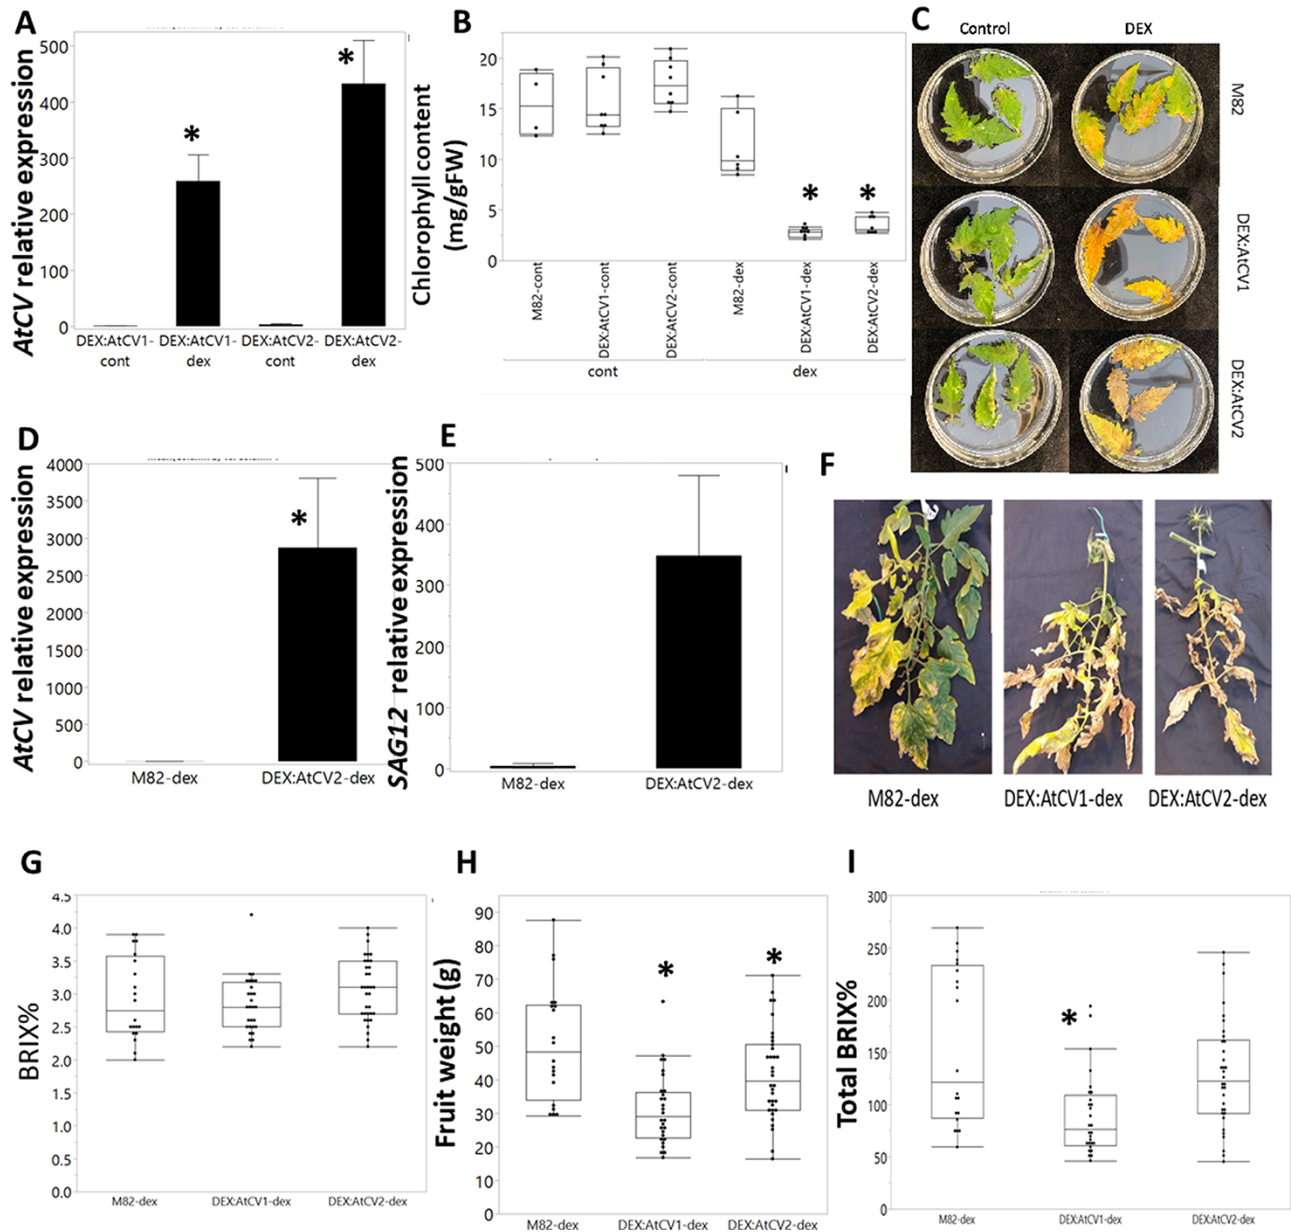 A
AtCV relative expression
500
400
300
200
100
0
*
*
DEX:AtCV1-
cont
DEX:AtCV1-
dex
DEX:AtCV2-
cont
DEX:AtCV2-
dex
B
Chlorophyll content
(mg/gFW)
20
15
10
5
0
*
*
M82-cont
DEX:AtCV1-cont
DEX:AtCV2-cont
M82-dex
DEX:AtCV1-dex
DEX:AtCV2-dex
cont
dex
C
Control
DEX
M82
DEX:AtCV1
DEX:AtCV2
D
AtCV relative expression
4000
3500
3000
2500
2000
1500
1000
500
0
*
M82-dex
DEX:AtCV2-dex
E
SAG12 relative expression
500
400
300
200
100
0
M82-dex
DEX:AtCV2-dex
F
M82-dex
DEX:AtCV1-dex
DEX:AtCV2-dex
G
BRIX%
4.5
4.0
3.5
3.0
2.5
2.0
1.5
1.0
0.5
0.0
M82-dex
DEX:AtCV1-dex
DEX:AtCV2-dex
H
Fruit weight (g)
90
80
70
60
50
40
30
20
10
0
*
*
M82-dex
DEX:AtCV1-dex
DEX:AtCV2-dex
I
Total BRIX%
300
250
200
150
100
50
0
*
M82-dex
DEX:AtCV1-dex
DEX:AtCV2-dex